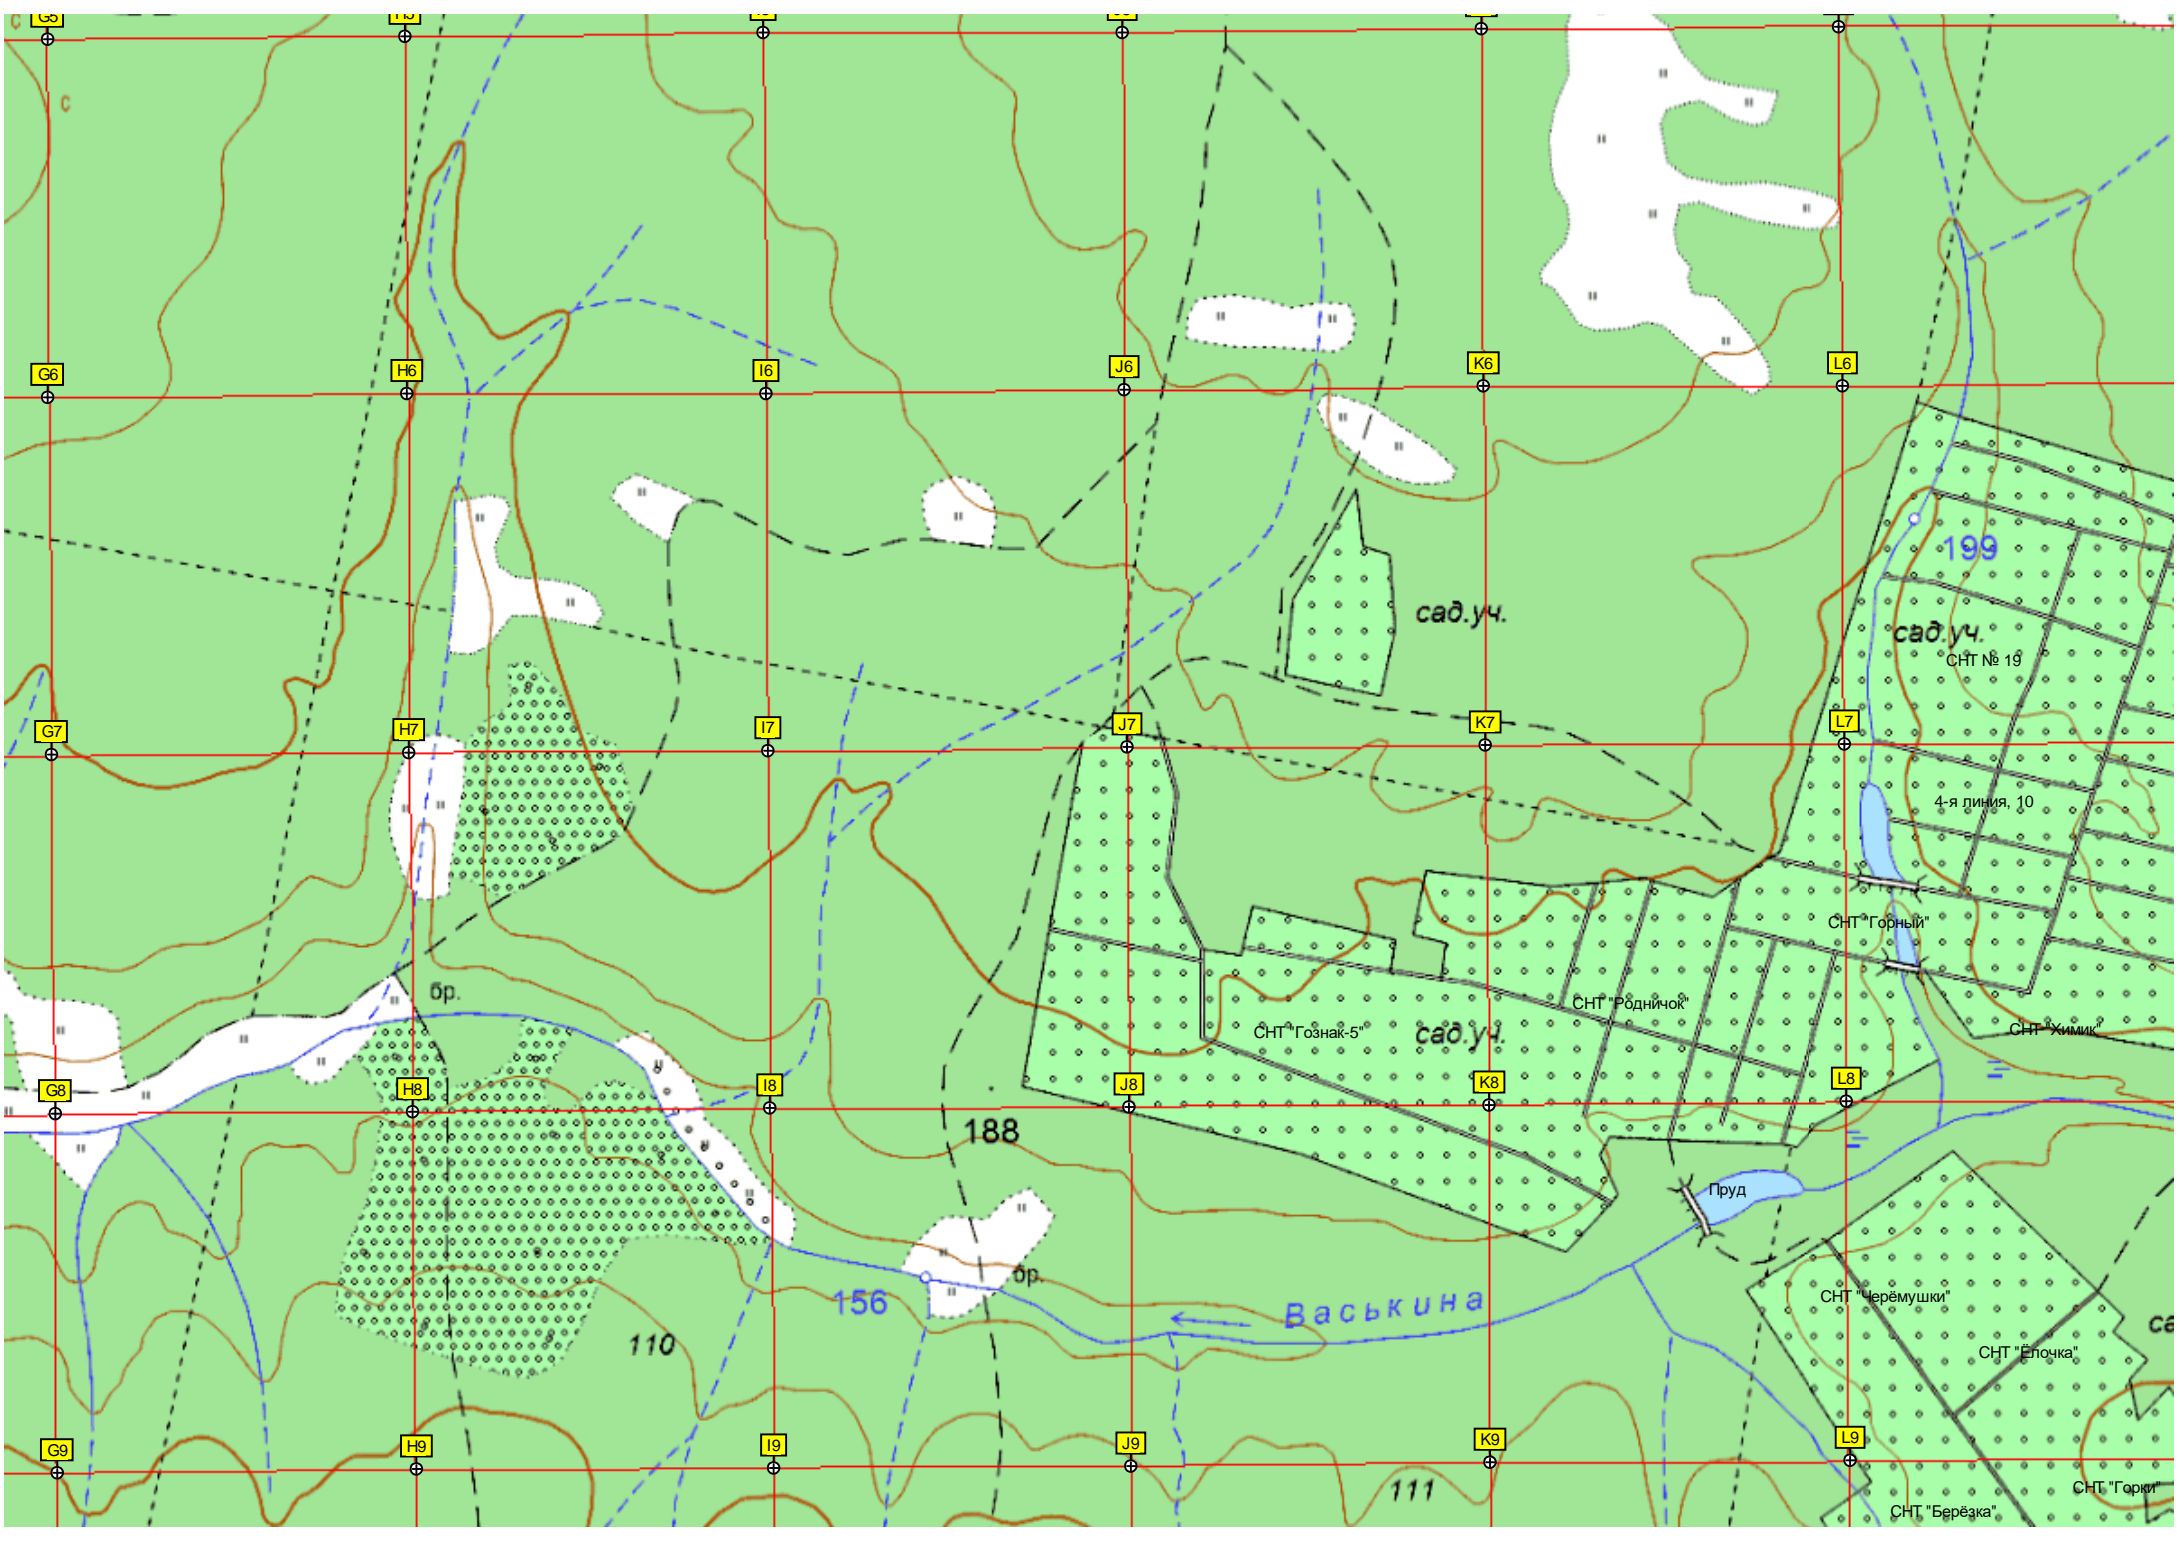 G5
H5
с
с
G6
H6
I6
J6
K6
L6
199
сад.уч.
сад.уч.
СНТ № 19
G7
H7
I7
J7
K7
L7
4-я линия, 10
СНТ "Горный"
бр.
СНТ "Родничок"
СНТ "Гознак-5"
сад.уч.
СНТ "Химик"
G8
H8
I8
J8
K8
L8
188
Пруд
бр.
156
Васькина
СНТ "Черёмушки"
110
са
СНТ "Ёлочка"
G9
H9
I9
J9
K9
L9
111
СНТ "Горки"
СНТ "Берёзка"